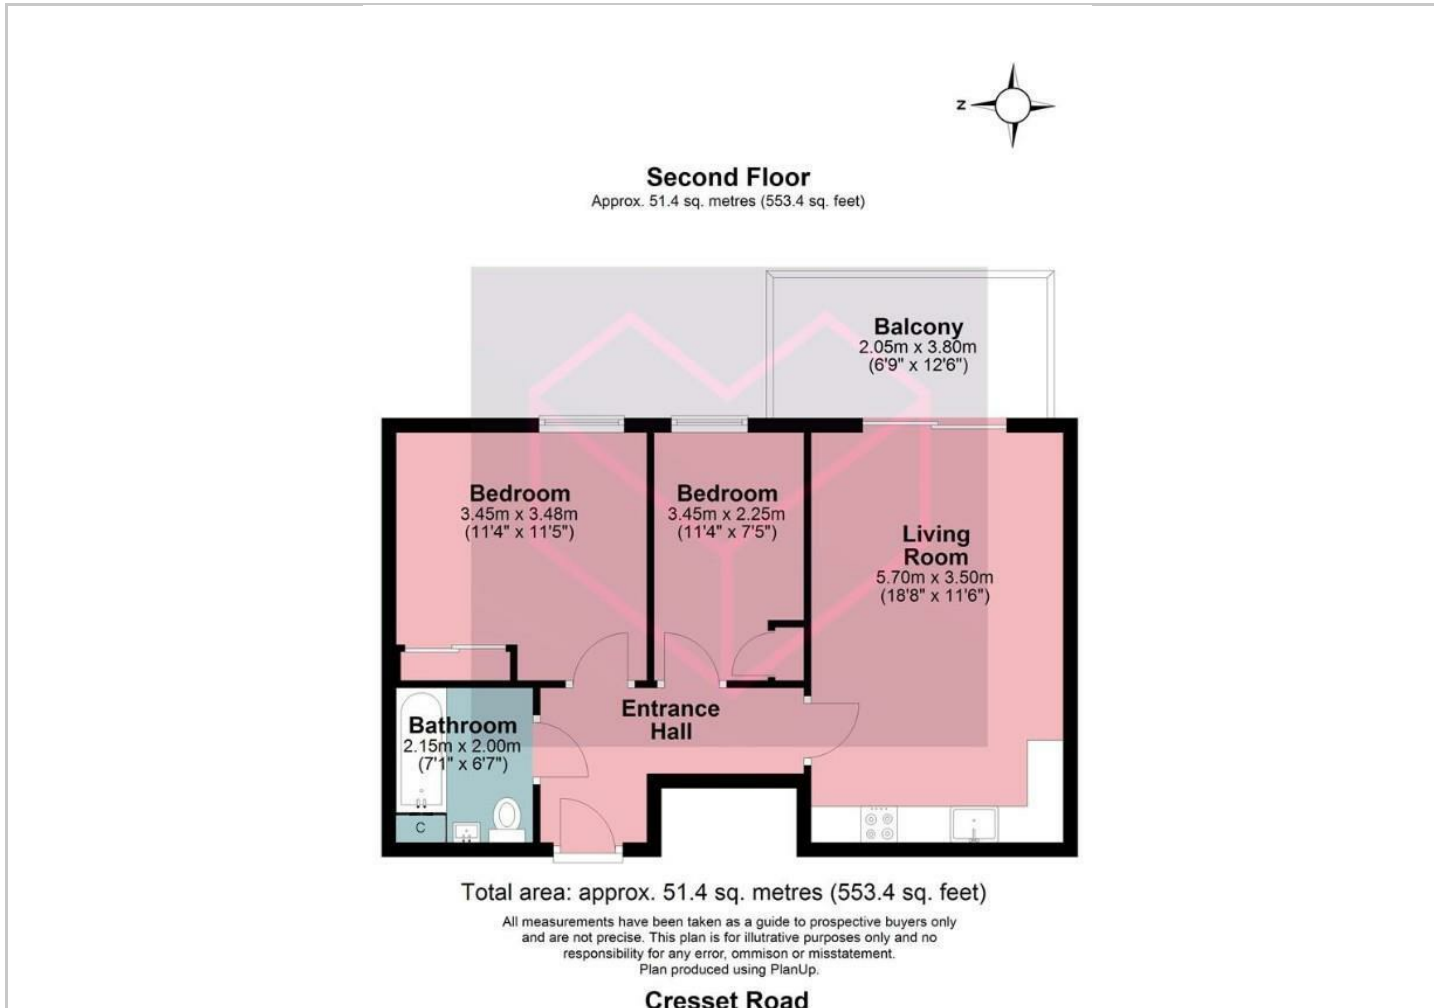 N
Second Floor
Approx. 51.4 sq. metres (553.4 sq. feet)
Balcony
2.05m x 3.80m
(6'9" x 12'6")
Bedroom
3.45m x 3.48m
(11'4" x 11'5")
Bedroom
3.45m x 2.25m
(11'4" x 7'5")
Living
Room
5.70m x 3.50m
(18'8" x 11'6")
Entrance
Hall
Bathroom
2.15m x 2.00m
(7'1" x 6'7")
C
Total area: approx. 51.4 sq. metres (553.4 sq. feet)
All measurements have been taken as a guide to prospective buyers only
and are not precise. This plan is for illutrative purposes only and no
responsibility for any error, ommison or misstatement.
Plan produced using PlanUp.
Cresset Road